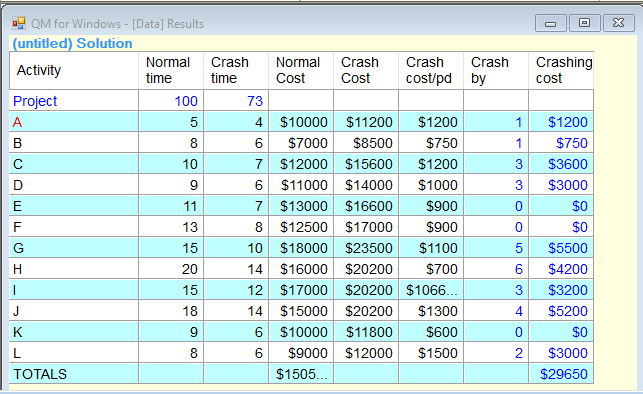 QM for Windows - [Data] Results
(untitled) Solution
Activity Normal time Crash time Normal Cost Crash Cost Crash cost/pd Crash by Crashing cost
Project 100 73
A 5 4 $10000 $11200 $1200 1 $1200
B 8 6 $7000 $8500 $750 1 $750
C 10 7 $12000 $15600 $1200 3 $3600
D 9 6 $11000 $14000 $1000 3 $3000
E 11 7 $13000 $16600 $900 0 $0
F 13 8 $12500 $17000 $900 0 $0
G 15 10 $18000 $23500 $1100 5 $5500
H 20 14 $16000 $20200 $700 6 $4200
I 15 12 $17000 $20200 $1066... 3 $3200
J 18 14 $15000 $20200 $1300 4 $5200
K 9 6 $10000 $11800 $600 0 $0
L 8 6 $9000 $12000 $1500 2 $3000
TOTALS $1505... $29650